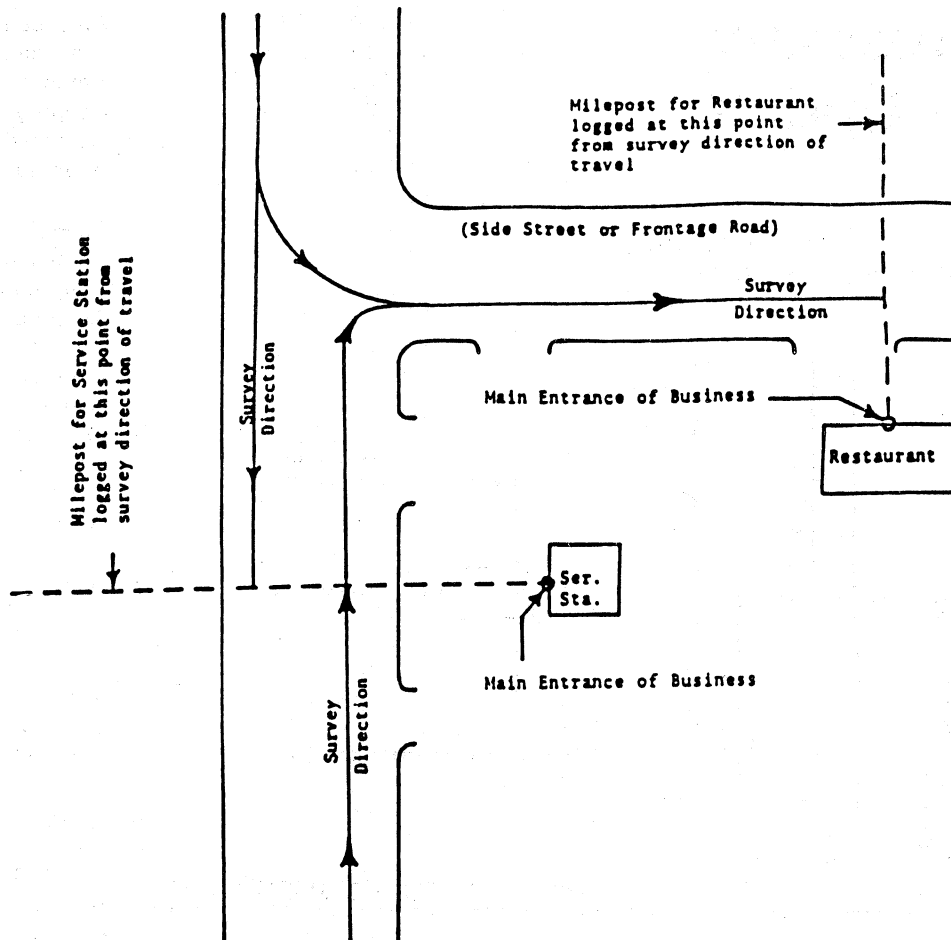 Milepost for Restaurant
logged at this point
from survey direction of
travel
(Side Street or Frontage Road)
Milepost for Service Station
logged at this point from
survey direction of travel
Survey
Direction
Survey
Direction
Main Entrance of Business
Restaurant
Ser.
Sta.
Main Entrance of Business
Survey
Direction